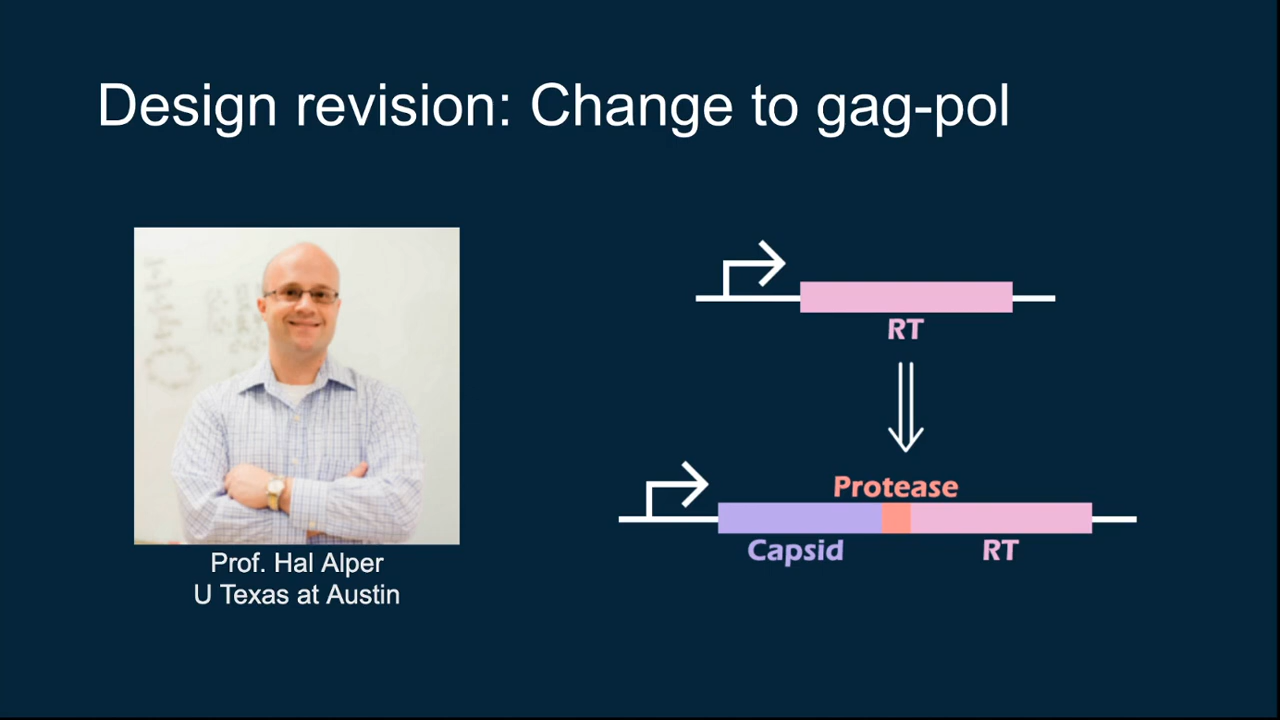 Design revision: Change to gag-pol
Prof. Hal Alper
U Texas at Austin
RT
Protease
Capsid
RT